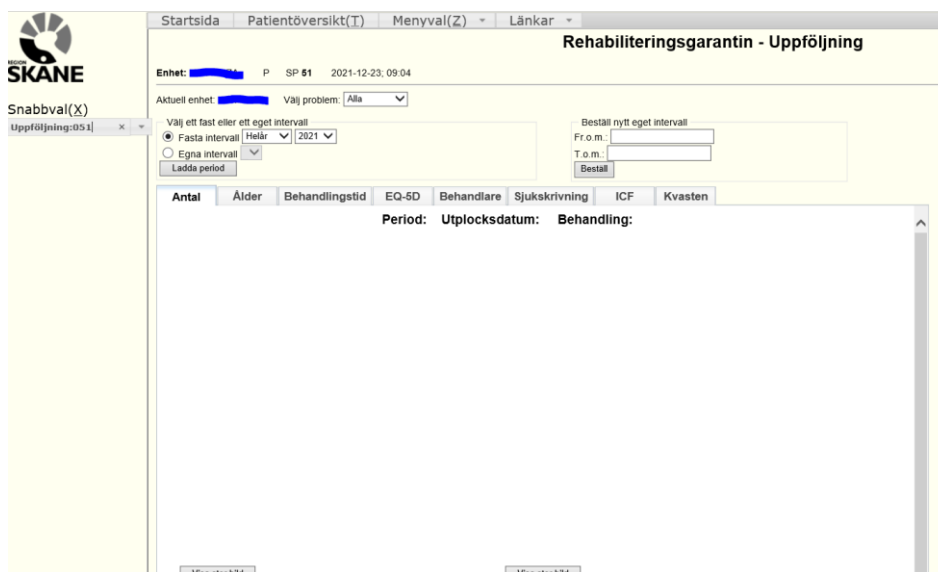 Startsida Patientöversikt(T) Menyval(Z) Länkar
REGION
SKÅNE
Rehabiliteringsgarantin - Uppföljning
Enhet: P SP 51 2021-12-23; 09:04
Snabbval(X)
Uppföljning:051 ×
Aktuell enhet: Välj problem: Alla
Välj ett fast eller ett eget intervall
Fasta intervall Helår 2021
Egna intervall
Ladda period
Beställ nytt eget intervall
Fr.o.m.:
T.o.m.:
Beställ
Antal Ålder Behandlingstid EQ-5D Behandlare Sjukskrivning ICF Kvasten
Period: Utplocksdatum: Behandling: